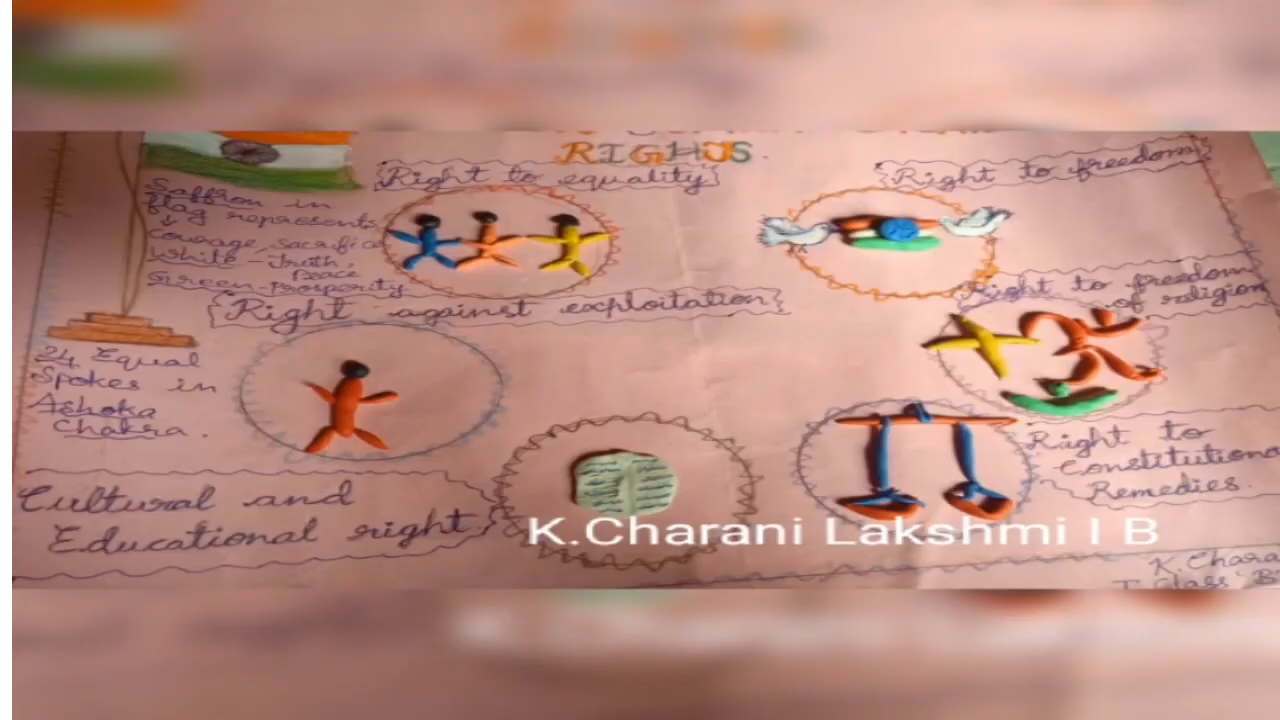 RIGHTS.
Right to equality
Right to freedom
Saffron in
flag represents
courage, sacrifice
White - Truth,
Peace
Green-prosperity
Right against exploitation
Right to freedom
of religion
24 Equal
Spokes in
Ashoka
Chakra.
Right to
Constitutiona
Remedies.
Cultural and
Educational right
K.Charani Lakshmi I B
K. Chara
I Class 'B'